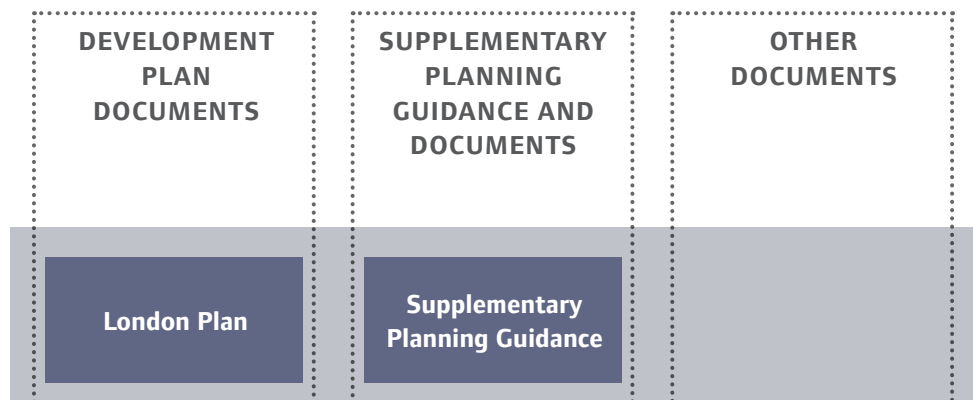 DEVELOPMENT
PLAN
DOCUMENTS
SUPPLEMENTARY
PLANNING
GUIDANCE AND
DOCUMENTS
OTHER
DOCUMENTS
London Plan
Supplementary
Planning Guidance